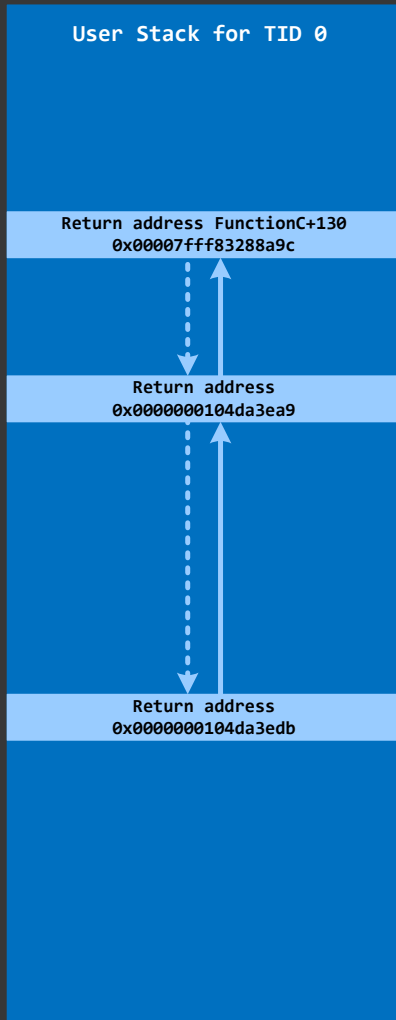 User Stack for TID 0
Return address FunctionC+130
0x00007fff83288a9c
Return address
0x0000000104da3ea9
Return address
0x0000000104da3edb